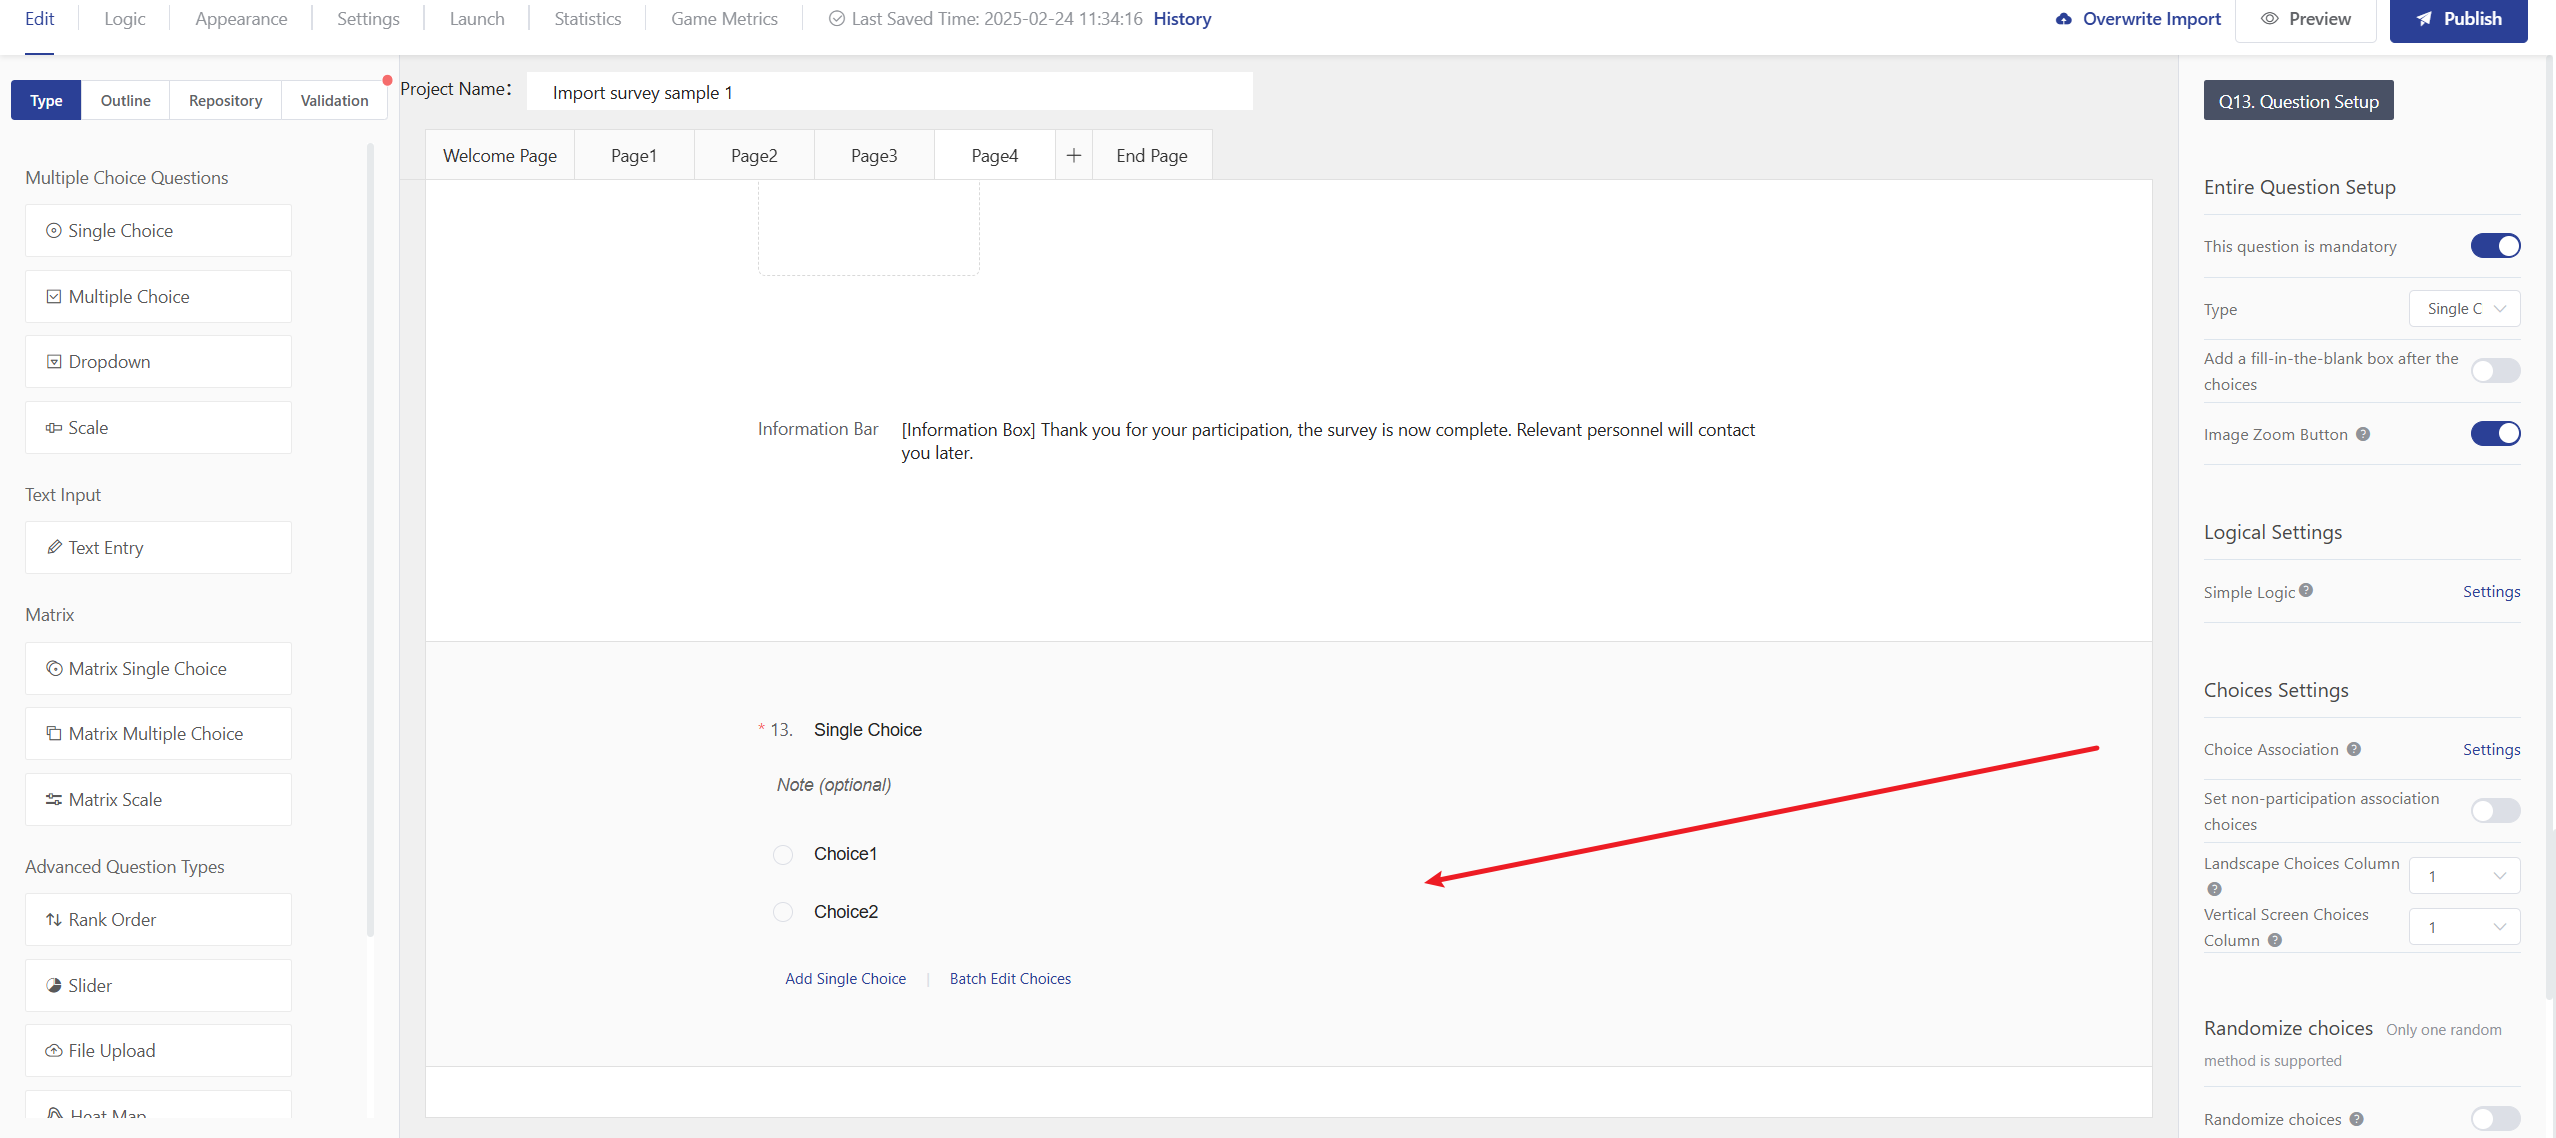 Edit
Logic
Appearance
Settings
Launch
Statistics
Game Metrics
Last Saved Time: 2025-02-24 11:34:16 History
Overwrite Import
Preview
Publish
Type
Outline
Repository
Validation
Multiple Choice Questions
Single Choice
Multiple Choice
Dropdown
Scale
Text Input
Text Entry
Matrix
Matrix Single Choice
Matrix Multiple Choice
Matrix Scale
Advanced Question Types
Rank Order
Slider
File Upload
Heat Map
Project Name:
Import survey sample 1
Welcome Page
Page1
Page2
Page3
Page4
+
End Page
Information Bar
[Information Box] Thank you for your participation, the survey is now complete. Relevant personnel will contact
you later.
* 13. Single Choice
Note (optional)
Choice1
Choice2
Add Single Choice | Batch Edit Choices
Q13. Question Setup
Entire Question Setup
This question is mandatory
Type
Single C
Add a fill-in-the-blank box after the
choices
Image Zoom Button ?
Logical Settings
Simple Logic ?
Settings
Choices Settings
Choice Association ?
Settings
Set non-participation association
choices
Landscape Choices Column
?
1
Vertical Screen Choices
Column ?
1
Randomize choices Only one random
method is supported
Randomize choices ?